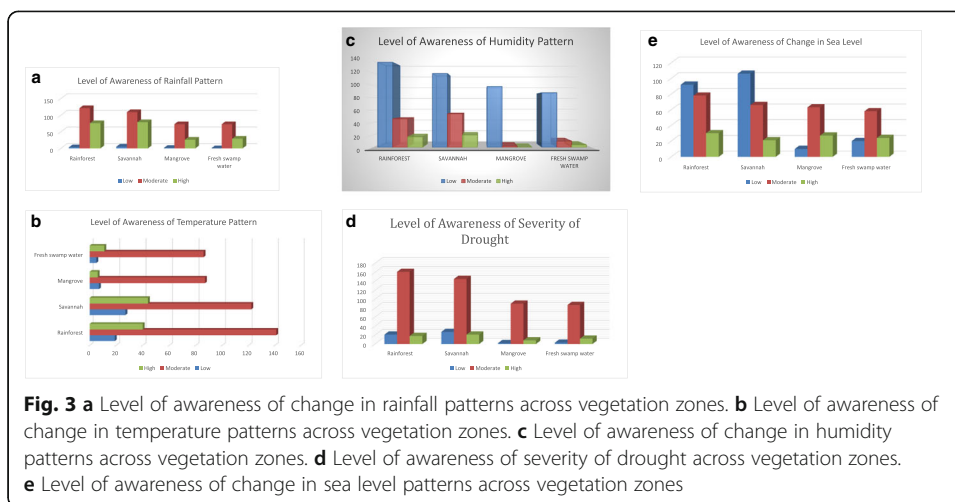 a
Level of Awareness of Rainfall Pattern
150
100
50
0
Rainforest Savannah Mangrove Fresh swamp
water
Low Moderate High
b
Level of Awareness of Temperature Pattern
Fresh swamp water
Mangrove
Savannah
Rainforest
0 20 40 60 80 100 120 140 160
High Moderate Low
c
Level of Awareness of Humidity Pattern
140
120
100
80
60
40
20
0
RAINFOREST SAVANNAH MANGROVE FRESH SWAMP
WATER
Low Moderate High
d
Level of Awareness of Severity of
Drought
180
160
140
120
100
80
60
40
20
0
Rainforest Savannah Mangrove Fresh swamp water
Low Moderate High
e
Level of Awareness of Change in Sea Level
120
100
80
60
40
20
0
Rainforest Savannah Mangrove Fresh swamp water
Low Moderate High
Fig. 3 a Level of awareness of change in rainfall patterns across vegetation zones. b Level of awareness of
change in temperature patterns across vegetation zones. c Level of awareness of change in humidity
patterns across vegetation zones. d Level of awareness of severity of drought across vegetation zones.
e Level of awareness of change in sea level patterns across vegetation zones